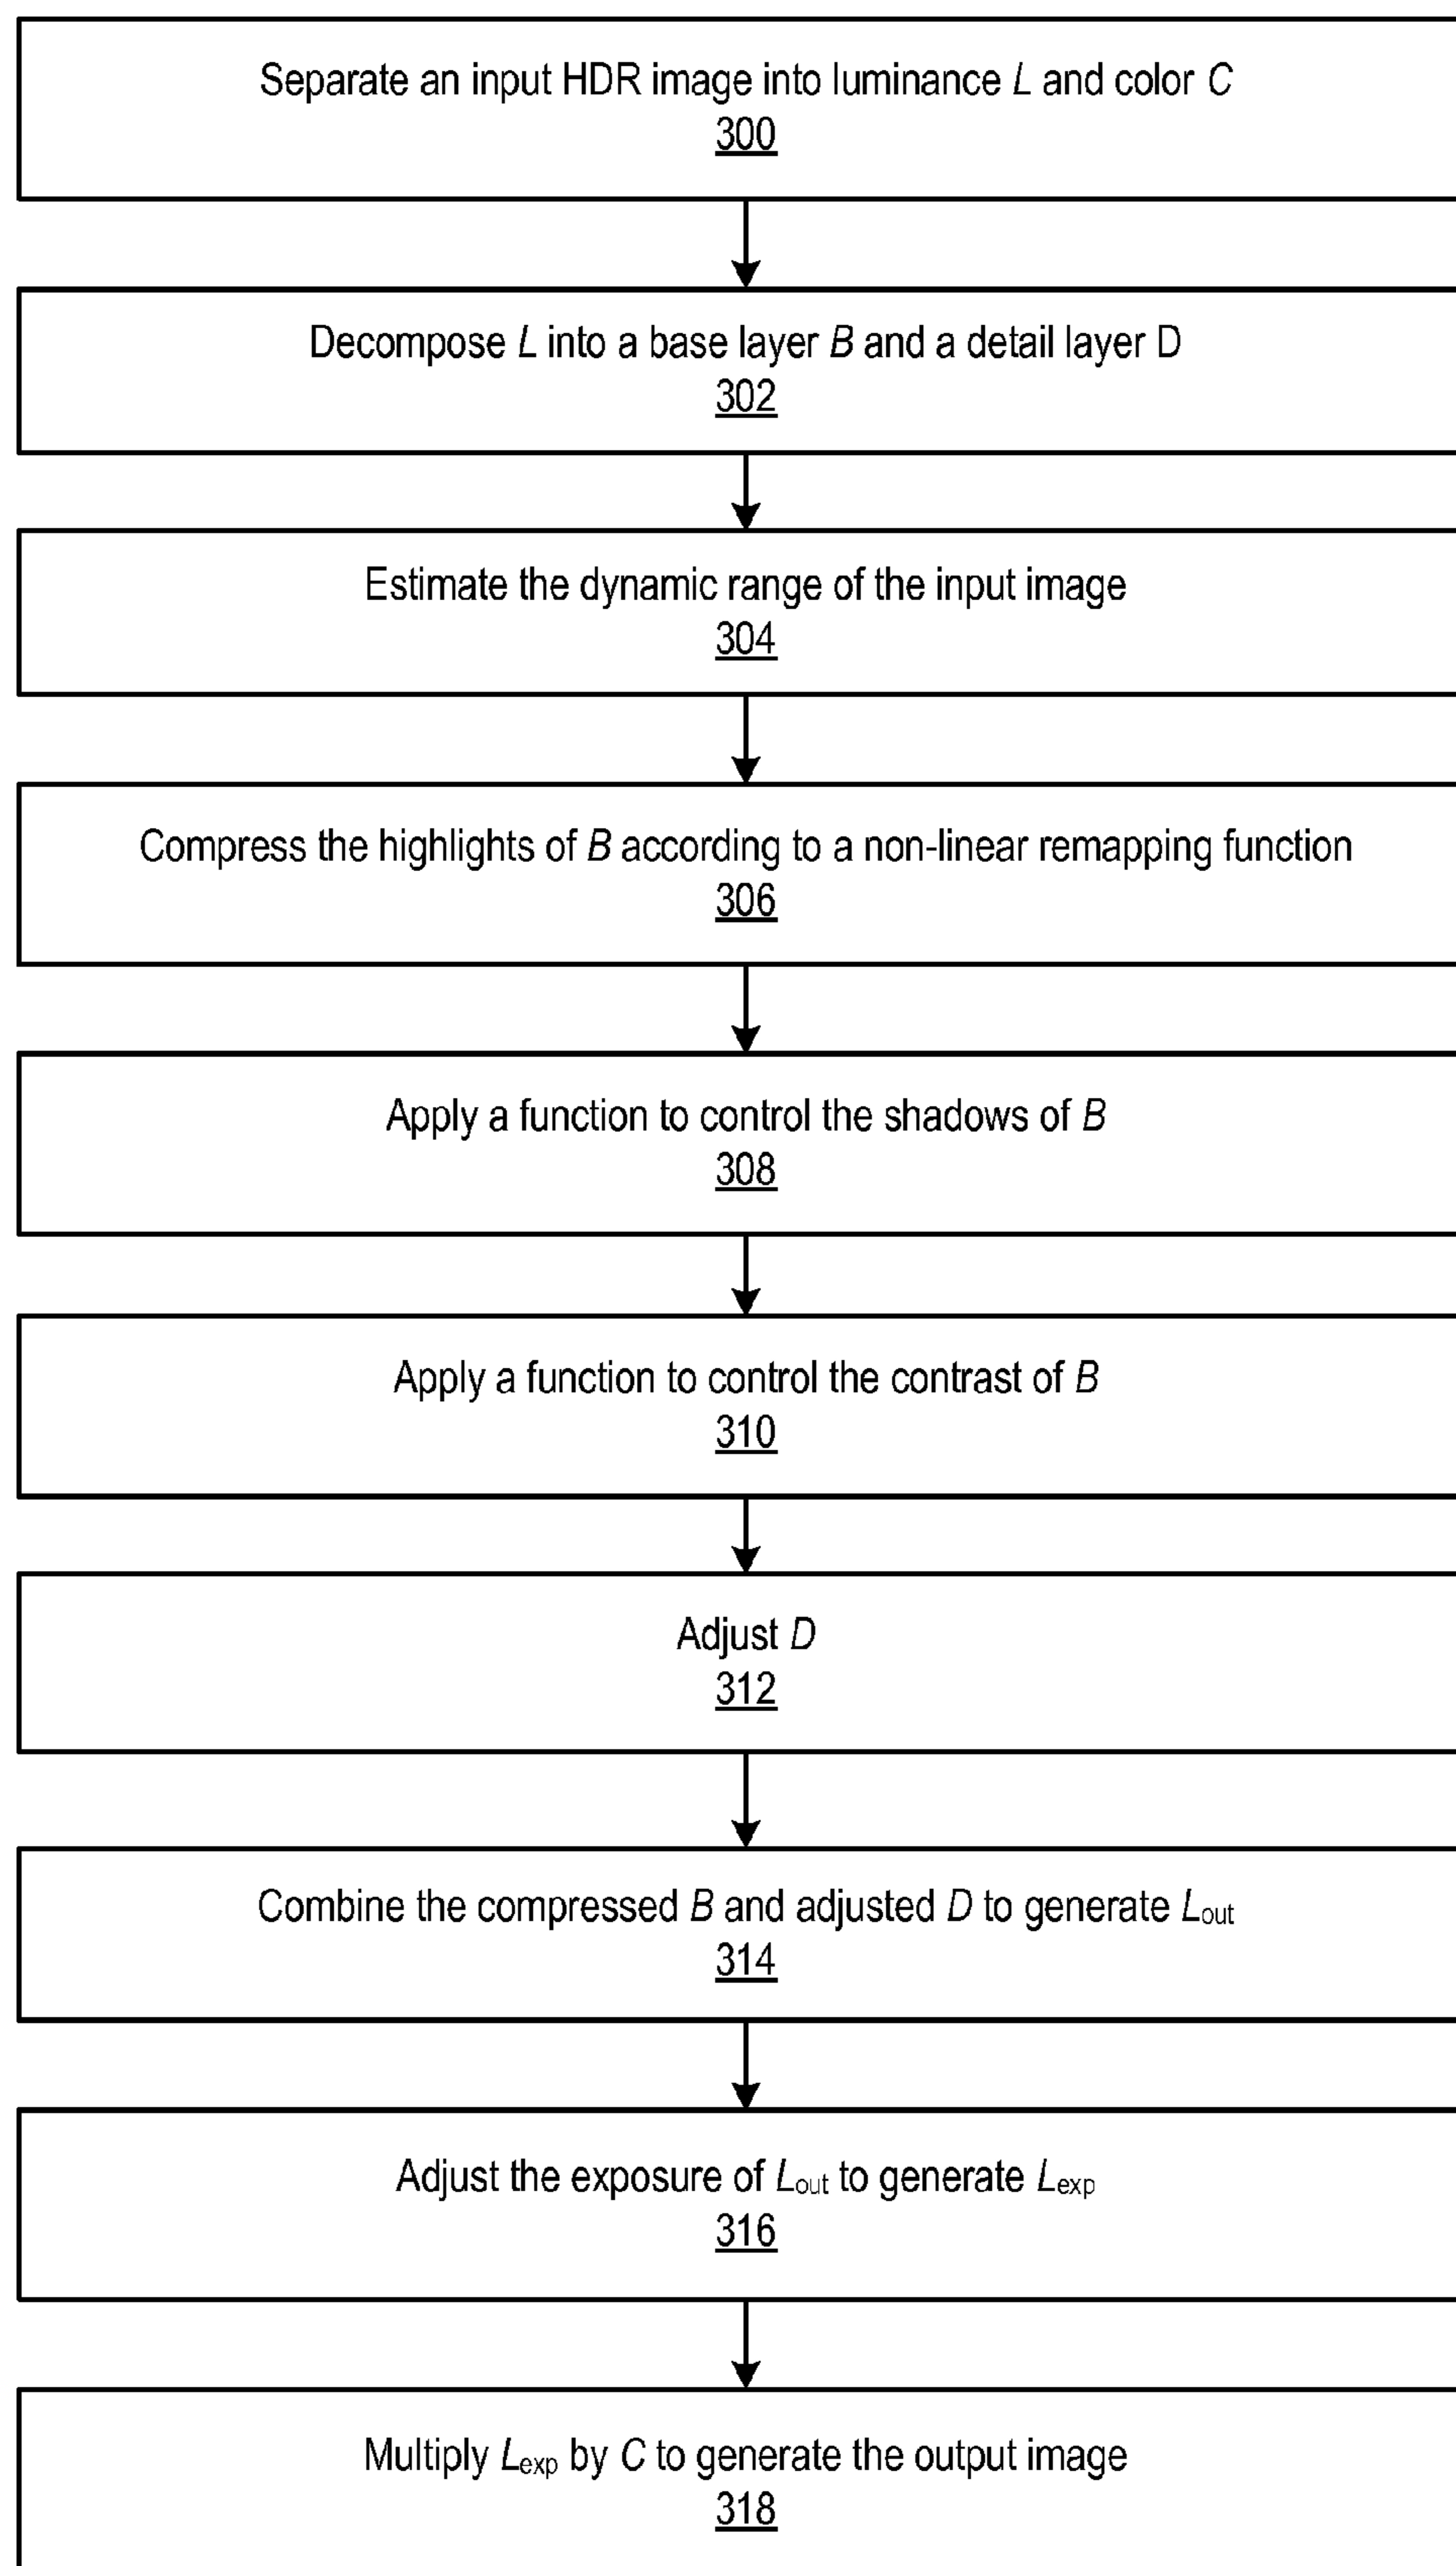 Separate an input HDR image into luminance L and color C
300
Decompose L into a base layer B and a detail layer D
302
Estimate the dynamic range of the input image
304
Compress the highlights of B according to a non-linear remapping function
306
Apply a function to control the shadows of B
308
Apply a function to control the contrast of B
310
Adjust D
312
Combine the compressed B and adjusted D to generate Lout
314
Adjust the exposure of Lout to generate Lexp
316
Multiply Lexp by C to generate the output image
318